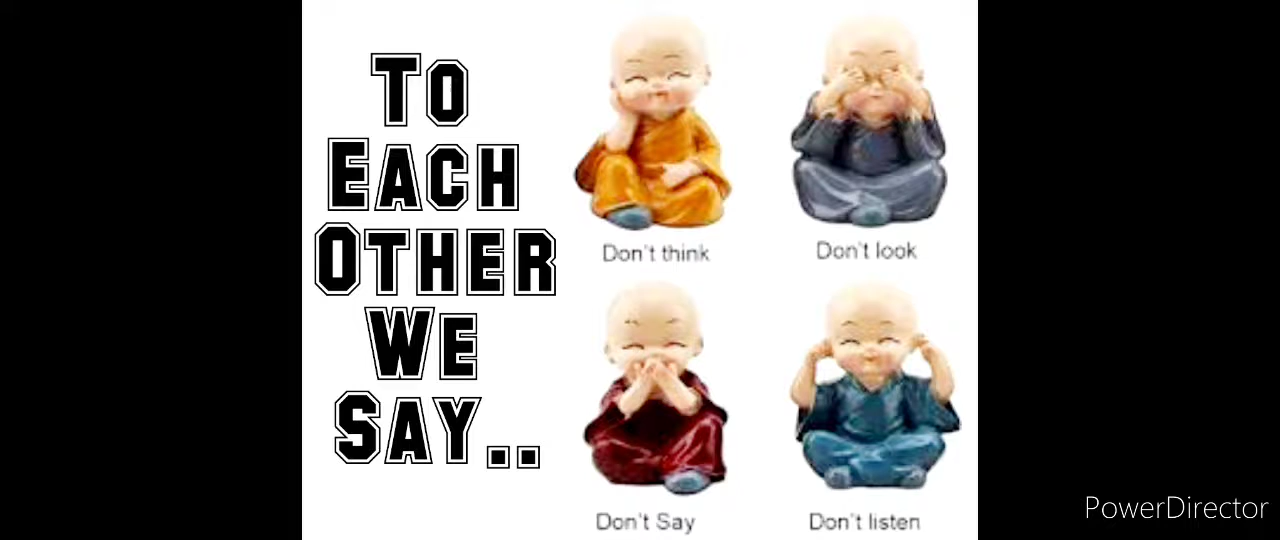 To
Each
Other
We
Say..
Don't think
Don't look
Don't Say
Don't listen
PowerDirector